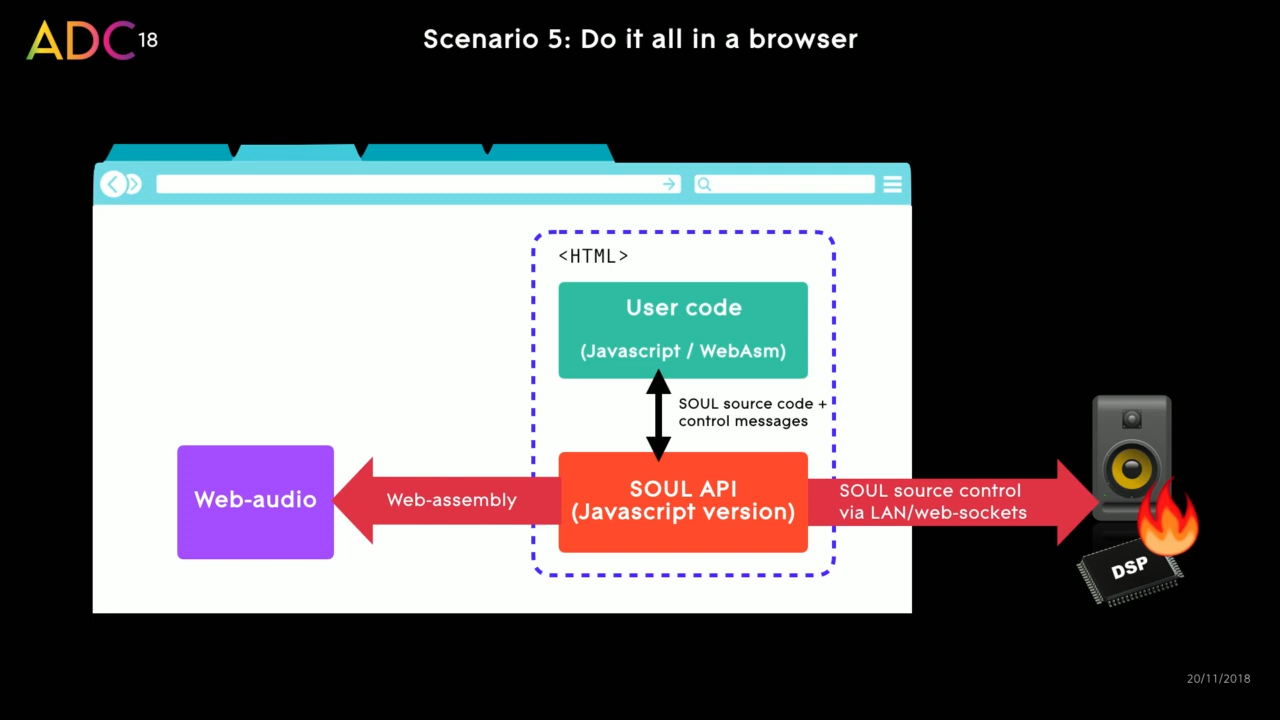 ADC18
Scenario 5: Do it all in a browser
<HTML>
User code
(Javascript / WebAsm)
SOUL source code +
control messages
Web-audio
Web-assembly
SOUL API
(Javascript version)
SOUL source control
via LAN/web-sockets
DSP
20/11/2018